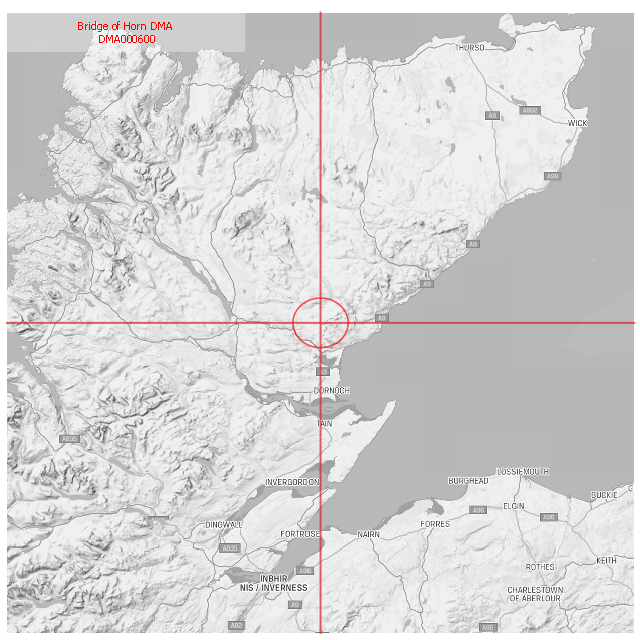 Bridge of Horn DMA
DMA000600
THURSO
A882
A9
WICK
A99
A9
A9
A9
A9
DORNOCH
TAIN
A835
LOSSIEMOUTH
INVERGORDON
BURGHEAD
BUCKIE
ELGIN
A96
A96
DINGWALL
FORRES
FORTROSE
NAIRN
A835
KEITH
ROTHES
A96
INBHIR
NIS / INVERNESS
CHARLESTOWN
OF ABERLOUR
A9
A82
A95